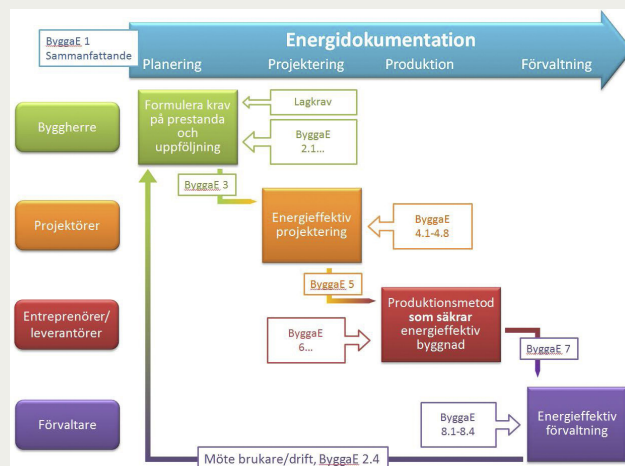 ByggaE 1
Sammanfattande
Energidokumentation
Planering
Projektering
Produktion
Förvaltning
Byggherre
Formulera krav
på prestanda
och
uppföljning
Lagkrav
ByggaE
2.1...
ByggaE 3
Projektörer
Energieffektiv
projektering
ByggaE
4.1-4.8
ByggaE 5
Entreprenörer/
leverantörer
ByggaE
6...
Produktionsmetod
som säkrar
energieffektiv
byggnad
ByggaE 7
Förvaltare
ByggaE
8.1-8.4
Energieffektiv
förvaltning
Möte brukare/drift, ByggaE 2.4